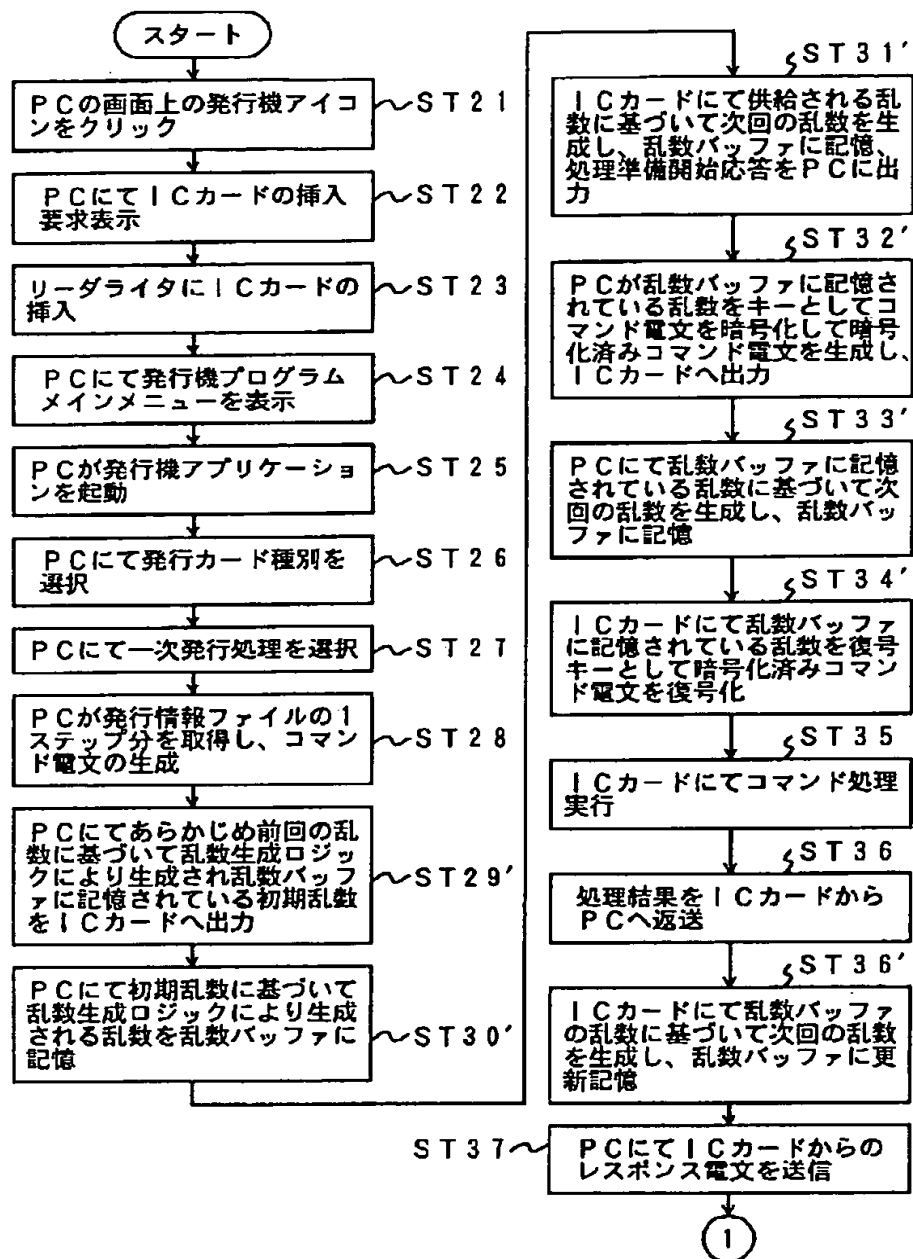 スタート
PCの画面上の発行機アイコ
ンをクリック
ST21
PCにてICカードの挿入
要求表示
ST22
リーダライタにICカードの
挿入
ST23
PCにて発行機プログラム
メインメニューを表示
ST24
PCが発行機アプリケーショ
ンを起動
ST25
PCにて発行カード種別を
選択
ST26
PCにて一次発行処理を選択
ST27
PCが発行情報ファイルの1
ステップ分を取得し、コマン
ド電文の生成
ST28
PCにてあらかじめ前回の乱
数に基づいて乱数生成ロジッ
クにより生成され乱数バッフ
ァに記憶されている初期乱数
をICカードへ出力
ST29'
PCにて初期乱数に基づいて
乱数生成ロジックにより生成
される乱数を乱数バッファに
記憶
ST30'
ST31'
ICカードにて供給される乱
数に基づいて次回の乱数を生
成し、乱数バッファに記憶、
処理準備開始応答をPCに出
力
ST32'
PCが乱数バッファに記憶さ
れている乱数をキーとしてコ
マンド電文を暗号化して暗号
化済みコマンド電文を生成し、
ICカードへ出力
ST33'
PCにて乱数バッファに記憶
されている乱数に基づいて次
回の乱数を生成し、乱数バッ
ファに記憶
ST34'
ICカードにて乱数バッファ
に記憶されている乱数を復号
キーとして暗号化済みコマン
ド電文を復号化
ST35
ICカードにてコマンド処理
実行
ST36
処理結果をICカードから
PCへ返送
ST36'
ICカードにて乱数バッファ
の乱数に基づいて次回の乱数
を生成し、乱数バッファに更
新記憶
ST37
PCにてICカードからの
レスポンス電文を送信
1